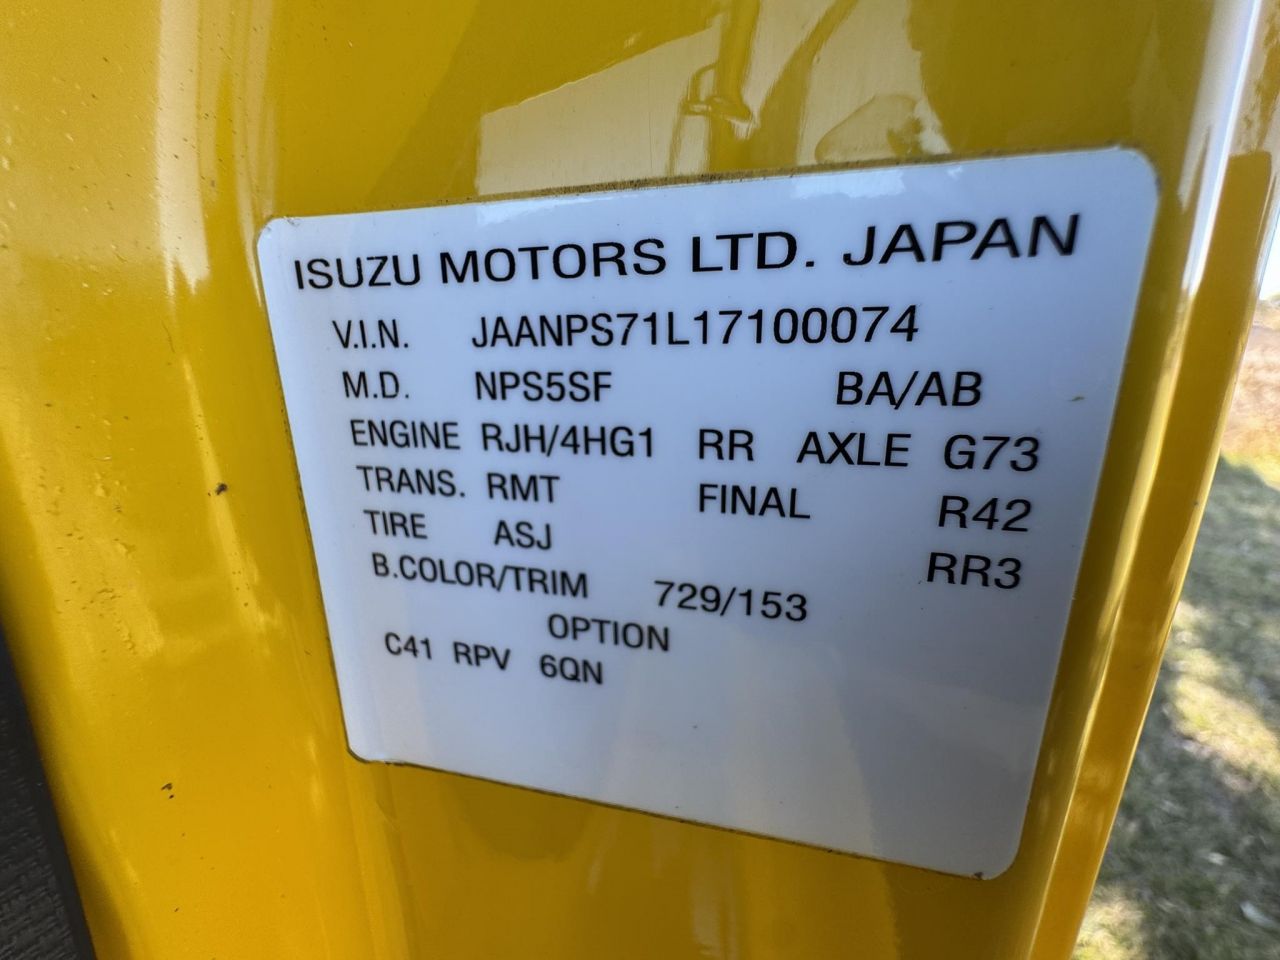 ISUZU MOTORS LTD. JAPAN
V.I.N. JAANPS71L17100074
M.D. NPS5SF BA/AB
ENGINE RJH/4HG1 RR AXLE G73
TRANS. RMT FINAL R42
TIRE ASJ RR3
B.COLOR/TRIM 729/153
OPTION
C41 RPV 6QN